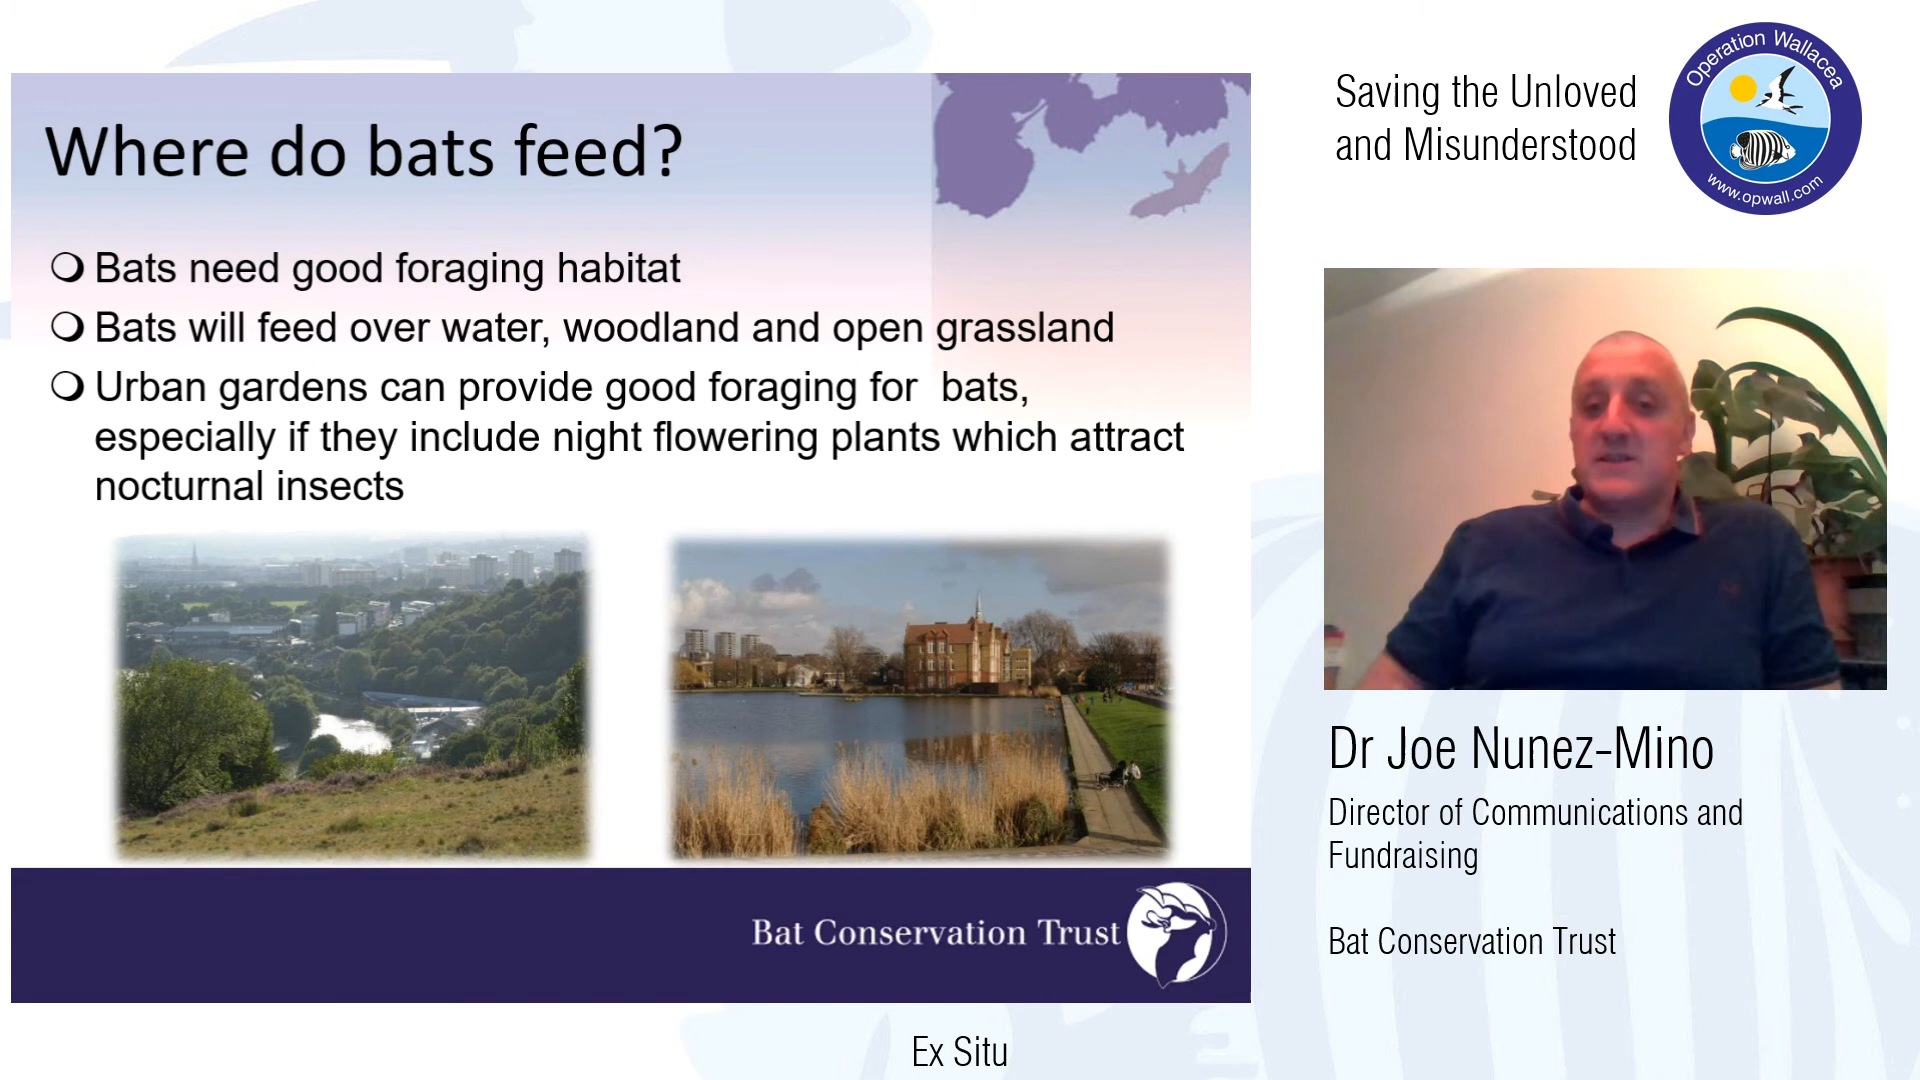 Where do bats feed?
Bats need good foraging habitat
Bats will feed over water, woodland and open grassland
Urban gardens can provide good foraging for bats,
especially if they include night flowering plants which attract
nocturnal insects
Bat Conservation Trust
Saving the Unloved
and Misunderstood
Operation Wallacea
www.opwall.com
Dr Joe Nunez-Mino
Director of Communications and
Fundraising
Bat Conservation Trust
Ex Situ